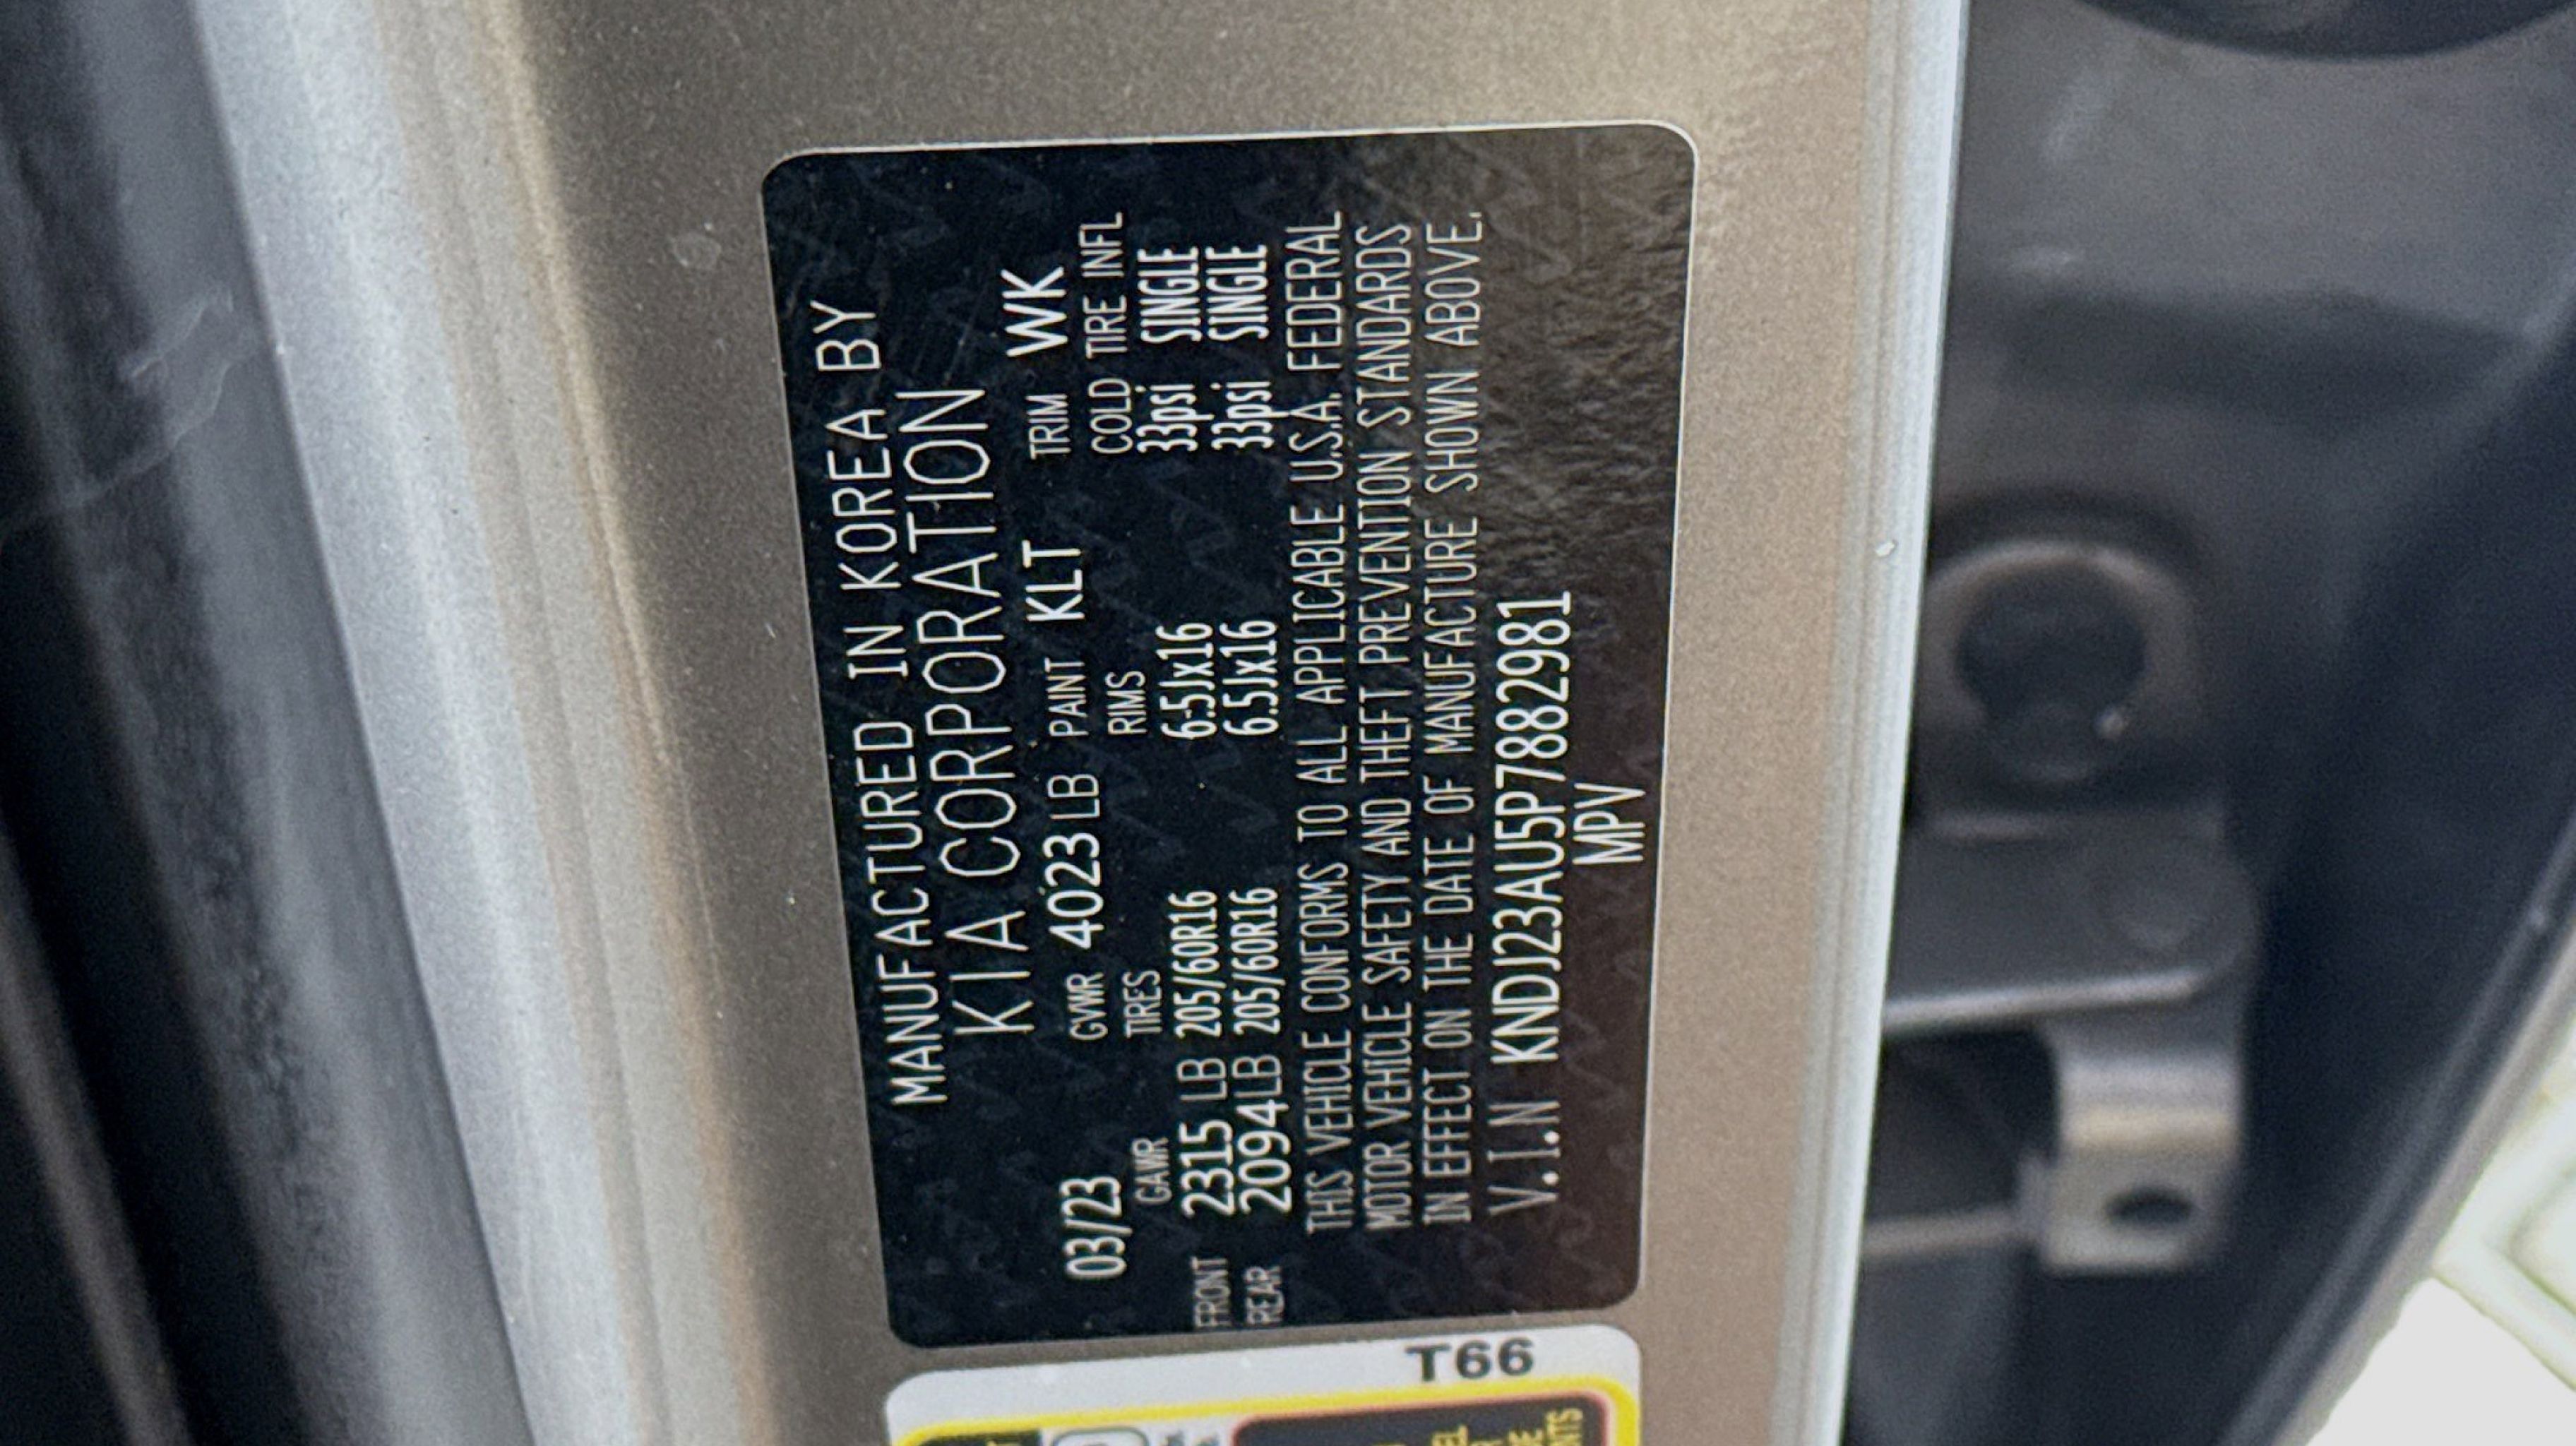 MANUFACTURED IN KOREA BY
KIA CORPORATION
03/23 GVWR 4023 LB PAINT KLT TRIM WK
GAWR TIRES RIMS COLD TIRE INFL
FRONT 2315 LB 205/60R16 6.5Jx16 33psi SINGLE
REAR 2094LB 205/60R16 6.5Jx16 33psi SINGLE
THIS VEHICLE CONFORMS TO ALL APPLICABLE U.S.A. FEDERAL
MOTOR VEHICLE SAFETY AND THEFT PREVENTION STANDARDS
IN EFFECT ON THE DATE OF MANUFACTURE SHOWN ABOVE.
V.I.N KNDJ23AU5P7882981
MPV
T66